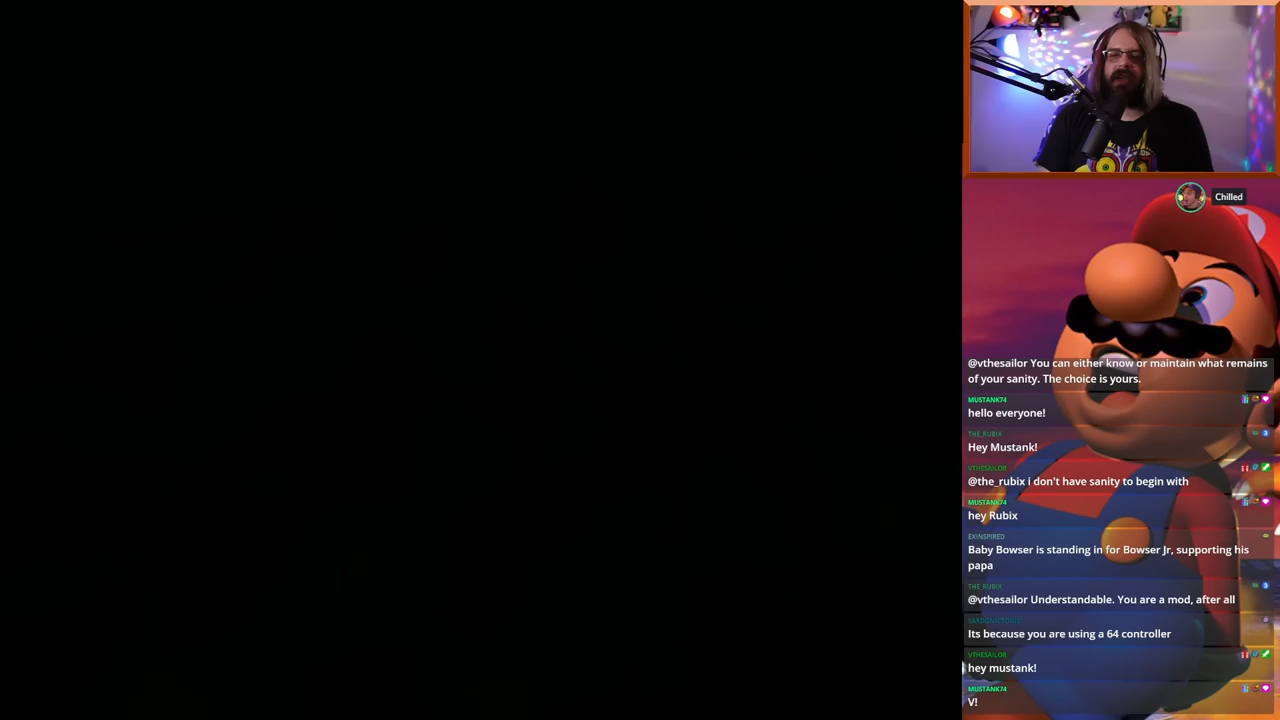 Chilled
@vthesailor You can either know or maintain what remains
of your sanity. The choice is yours.
MUSTANK74
hello everyone!
THE_RUBIX
Hey Mustank!
VTHESAILOR
@the_rubix i don't have sanity to begin with
MUSTANK74
hey Rubix
EXINSPIRED
Baby Bowser is standing in for Bowser Jr, supporting his
papa
THE_RUBIX
@vthesailor Understandable. You are a mod, after all
Its because you are using a 64 controller
VTHESAILOR
hey mustank!
MUSTANK74
V!